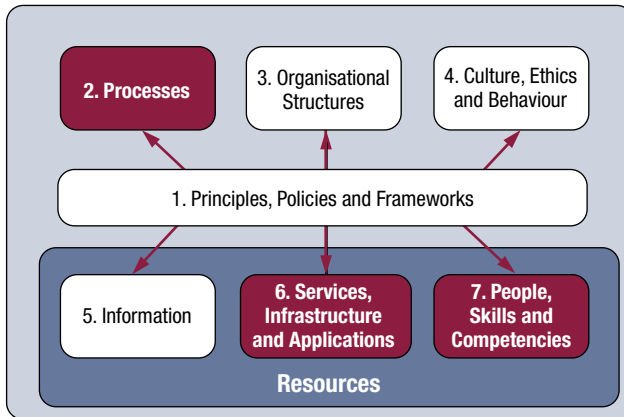 2. Processes
3. Organisational
Structures
4. Culture, Ethics
and Behaviour
1. Principles, Policies and Frameworks
5. Information
6. Services,
Infrastructure
and Applications
7. People,
Skills and
Competencies
Resources